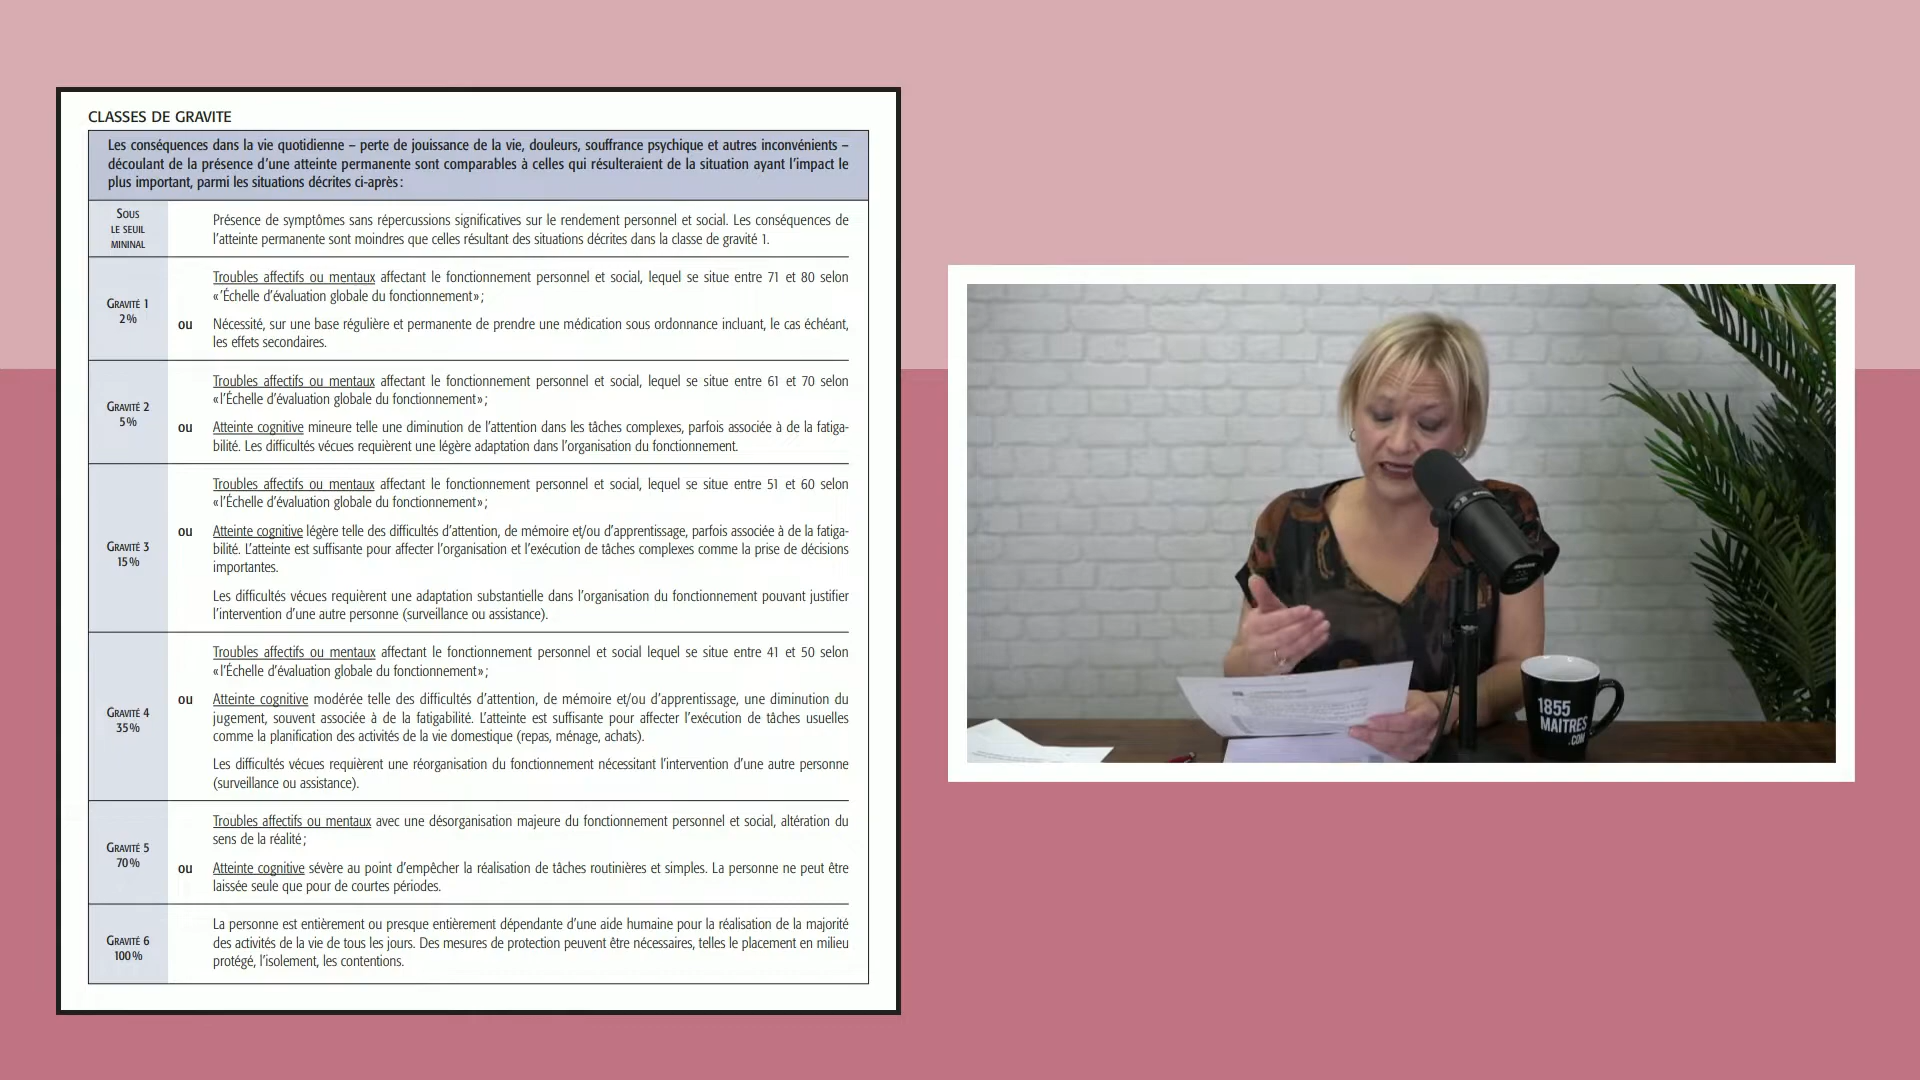 CLASSES DE GRAVITE
Les conséquences dans la vie quotidienne – perte de jouissance de la vie, douleurs, souffrance psychique et autres inconvénients –
découlant de la présence d’une atteinte permanente sont comparables à celles qui résulteraient de la situation ayant l’impact le
plus important, parmi les situations décrites ci-après :
SOUS
LE SEUIL
MININAL
Présence de symptômes sans répercussions significatives sur le rendement personnel et social. Les conséquences de
l’atteinte permanente sont moindres que celles résultant des situations décrites dans la classe de gravité 1.
GRAVITÉ 1
2 %
Troubles affectifs ou mentaux affectant le fonctionnement personnel et social, lequel se situe entre 71 et 80 selon
« ’Échelle d’évaluation globale du fonctionnement » ;
ou Nécessité, sur une base régulière et permanente de prendre une médication sous ordonnance incluant, le cas échéant,
les effets secondaires.
GRAVITÉ 2
5 %
Troubles affectifs ou mentaux affectant le fonctionnement personnel et social, lequel se situe entre 61 et 70 selon
« l’Échelle d’évaluation globale du fonctionnement » ;
ou Atteinte cognitive mineure telle une diminution de l’attention dans les tâches complexes, parfois associée à de la fatiga-
bilité. Les difficultés vécues requièrent une légère adaptation dans l’organisation du fonctionnement.
GRAVITÉ 3
15 %
Troubles affectifs ou mentaux affectant le fonctionnement personnel et social, lequel se situe entre 51 et 60 selon
« l’Échelle d’évaluation globale du fonctionnement » ;
ou Atteinte cognitive légère telle des difficultés d’attention, de mémoire et/ou d’apprentissage, parfois associée à de la fatiga-
bilité. L’atteinte est suffisante pour affecter l’organisation et l’exécution de tâches complexes comme la prise de décisions
importantes.
Les difficultés vécues requièrent une adaptation substantielle dans l’organisation du fonctionnement pouvant justifier
l’intervention d’une autre personne (surveillance ou assistance).
GRAVITÉ 4
35 %
Troubles affectifs ou mentaux affectant le fonctionnement personnel et social lequel se situe entre 41 et 50 selon
« l’Échelle d’évaluation globale du fonctionnement » ;
ou Atteinte cognitive modérée telle des difficultés d’attention, de mémoire et/ou d’apprentissage, une diminution du
jugement, souvent associée à de la fatigabilité. L’atteinte est suffisante pour affecter l’exécution de tâches usuelles
comme la planification des activités de la vie domestique (repas, ménage, achats).
Les difficultés vécues requièrent une réorganisation du fonctionnement nécessitant l’intervention d’une autre personne
(surveillance ou assistance).
GRAVITÉ 5
70 %
Troubles affectifs ou mentaux avec une désorganisation majeure du fonctionnement personnel et social, altération du
sens de la réalité ;
ou Atteinte cognitive sévère au point d’empêcher la réalisation de tâches routinières et simples. La personne ne peut être
laissée seule que pour de courtes périodes.
GRAVITÉ 6
100 %
La personne est entièrement ou presque entièrement dépendante d’une aide humaine pour la réalisation de la majorité
des activités de la vie de tous les jours. Des mesures de protection peuvent être nécessaires, telles le placement en milieu
protégé, l’isolement, les contentions.
1855
MAITRES
.COM